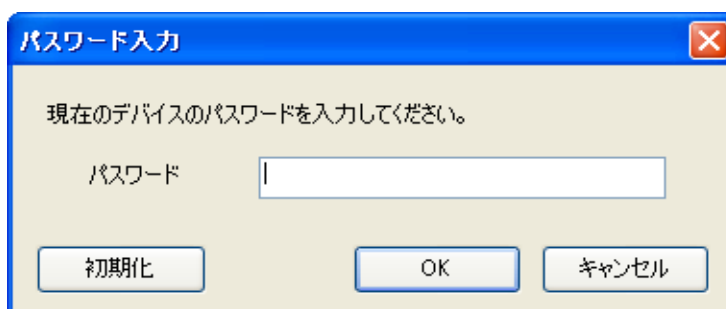 パスワード入力
現在のデバイスのパスワードを入力してください。
パスワード
初期化 OK キャンセル